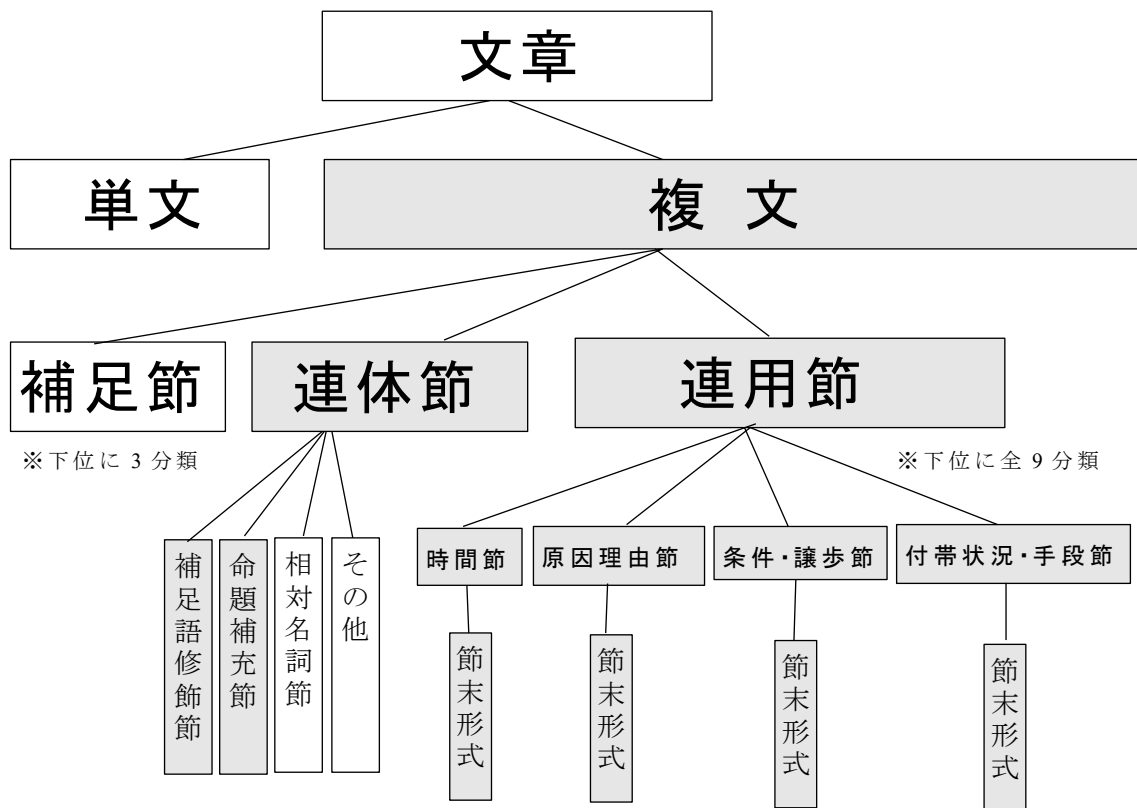 文章
単文
複文
補足節
連体節
連用節
※下位に3分類
※下位に全9分類
補足語修飾節
命題補充節
相対名詞節
その他
時間節
原因理由節
条件・譲歩節
付帯状況・手段節
節末形式
節末形式
節末形式
節末形式